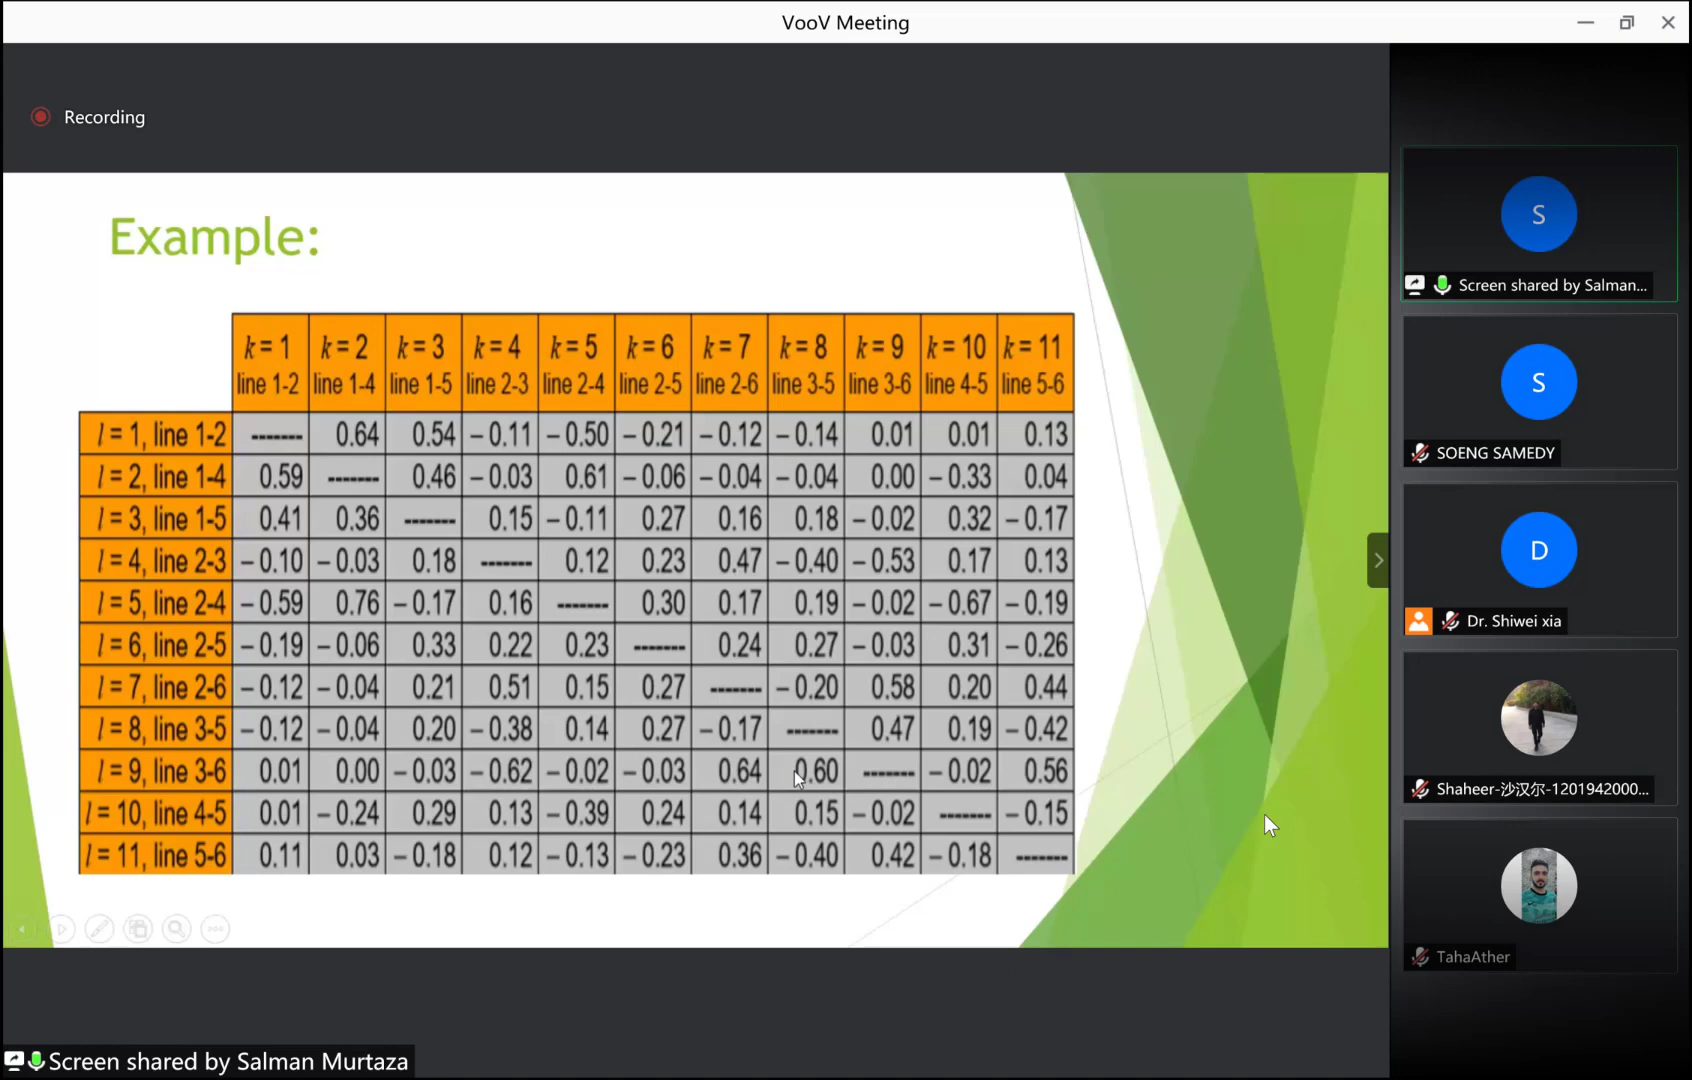 VooV Meeting
Recording
Example:
k = 1 k = 2 k = 3 k = 4 k = 5 k = 6 k = 7 k = 8 k = 9 k = 10 k = 11
line 1-2 line 1-4 line 1-5 line 2-3 line 2-4 line 2-5 line 2-6 line 3-5 line 3-6 line 4-5 line 5-6
l = 1, line 1-2 ------- 0.64 0.54 – 0.11 – 0.50 – 0.21 – 0.12 – 0.14 0.01 0.01 0.13
l = 2, line 1-4 0.59 ------- 0.46 – 0.03 0.61 – 0.06 – 0.04 – 0.04 0.00 – 0.33 0.04
l = 3, line 1-5 0.41 0.36 ------- 0.15 – 0.11 0.27 0.16 0.18 – 0.02 0.32 – 0.17
l = 4, line 2-3 – 0.10 – 0.03 0.18 ------- 0.12 0.23 0.47 – 0.40 – 0.53 0.17 0.13
l = 5, line 2-4 – 0.59 0.76 – 0.17 0.16 ------- 0.30 0.17 0.19 – 0.02 – 0.67 – 0.19
l = 6, line 2-5 – 0.19 – 0.06 0.33 0.22 0.23 ------- 0.24 0.27 – 0.03 0.31 – 0.26
l = 7, line 2-6 – 0.12 – 0.04 0.21 0.51 0.15 0.27 ------- – 0.20 0.58 0.20 0.44
l = 8, line 3-5 – 0.12 – 0.04 0.20 – 0.38 0.14 0.27 – 0.17 ------- 0.47 0.19 – 0.42
l = 9, line 3-6 0.01 0.00 – 0.03 – 0.62 – 0.02 – 0.03 0.64 0.60 ------- – 0.02 0.56
l = 10, line 4-5 0.01 – 0.24 0.29 0.13 – 0.39 0.24 0.14 0.15 – 0.02 ------- – 0.15
l = 11, line 5-6 0.11 0.03 – 0.18 0.12 – 0.13 – 0.23 0.36 – 0.40 0.42 – 0.18 -------
Screen shared by Salman Murtaza
S
Screen shared by Salman...
S
SOENG SAMEDY
D
Dr. Shiwei xia
Shaheer-沙汉尔-1201942000...
TahaAther